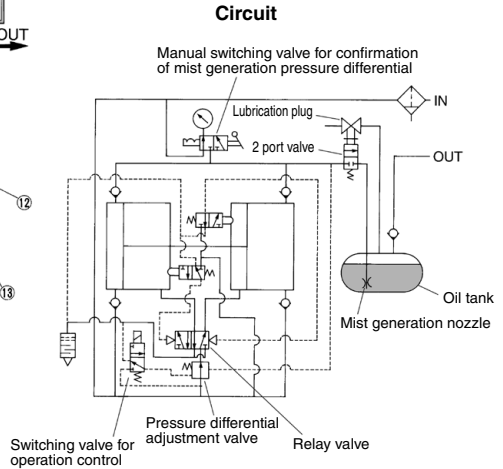 Circuit
OUT
Manual switching valve for confirmation
of mist generation pressure differential
Lubrication plug
IN
2 port valve
OUT
12
13
Oil tank
Mist generation nozzle
Pressure differential
adjustment valve
Relay valve
Switching valve for
operation control